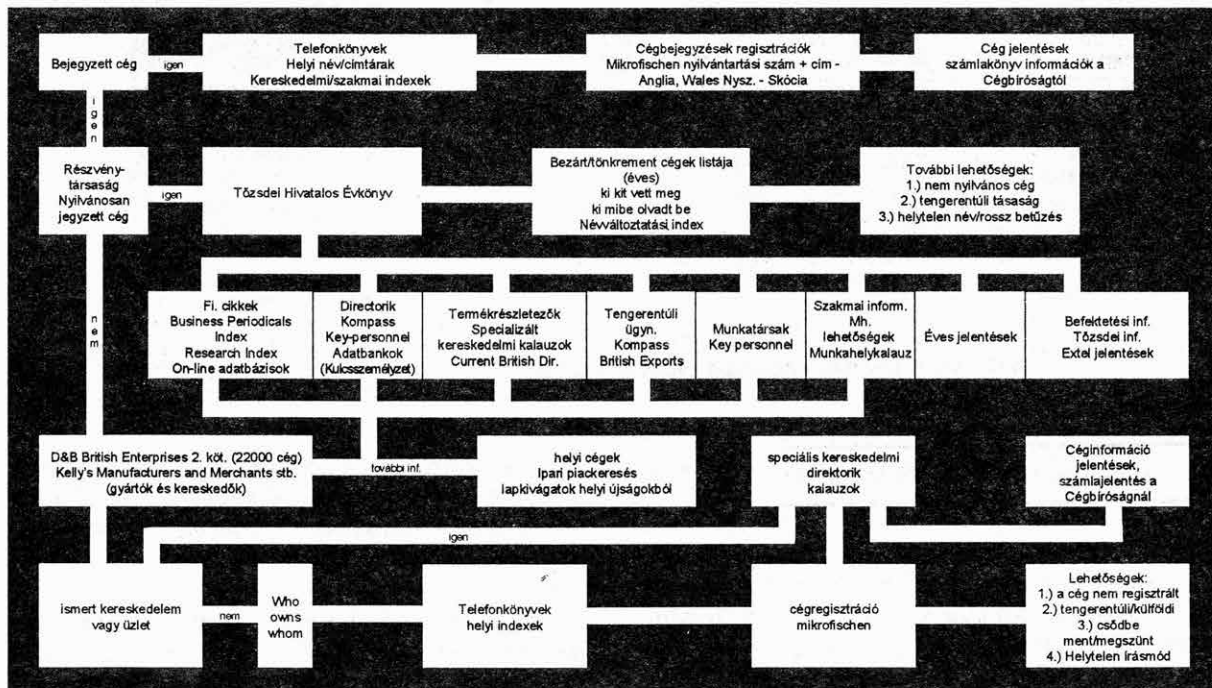 Bejegyzett cég
igen
Telefonkönyvek
Helyi név/címtárak
Kereskedelmi/szakmai indexek
Cégbejegyzések regisztrációk
Mikrofischen nyilvántartási szám + cím -
Anglia, Wales Nysz. - Skócia
Cég jelentések
számlakönyv információk a
Cégbíróságtól
igen
Részvény-
társaság
Nyilvánosan
jegyzett cég
igen
Tőzsdei Hivatalos Évkönyv
Bezárt/tönkrement cégek listája
(éves)
ki kit vett meg
ki mibe olvadt be
Névváltoztatási index
További lehetőségek:
1.) nem nyilvános cég
2.) tengerentúli tásaság
3.) helytelen név/rossz betűzés
nem
Fi. cikkek
Business Periodicals
Index
Research Index
On-line adatbázisok
Directorik
Kompass
Key-personnel
Adatbankok
(Kulcsszemélyzet)
Termékrészletezők
Specializált
kereskedelmi kalauzok
Current British Dir.
Tengerentúli
ügyn.
Kompass
British Exports
Munkatársak
Key personnel
Szakmai inform.
Mh.
lehetőségek
Munkahelykalauz
Éves jelentések
Befektetési inf.
Tőzsdei inf.
Extel jelentések
D&B British Enterprises 2. köt. (22000 cég)
Kelly's Manufacturers and Merchants stb.
(gyártók és kereskedők)
további inf.
helyi cégek
Ipari piackeresés
lapkivágatok helyi újságokból
speciális kereskedelmi
direktorik
kalauzok
Céginformáció
jelentések,
számlajelentés a
Cégbíróságnál
igen
ismert kereskedelem
vagy üzlet
nem
Who
owns
whom
Telefonkönyvek
helyi indexek
cégregisztráció
mikrofischen
Lehetőségek:
1.) a cég nem regisztrált
2.) tengerentúli/külföldi
3.) csődbe
ment/megszünt
4.) Helytelen írásmód